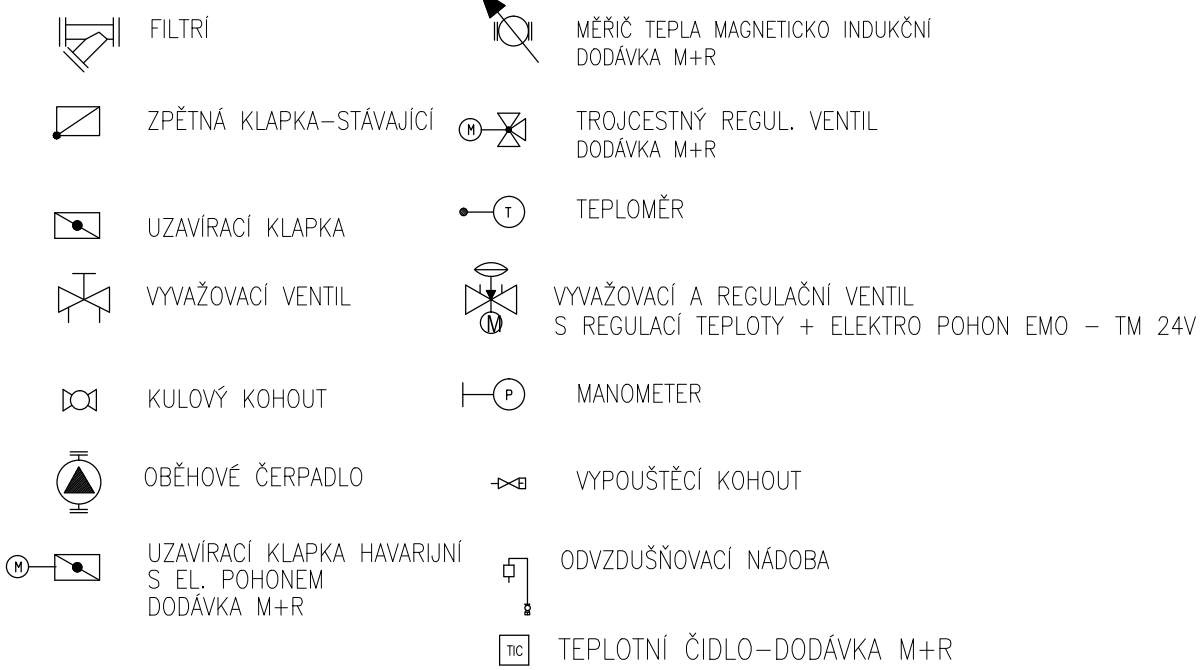 FILTRÍ
ZPĚTNÁ KLAPKA–STÁVAJÍCÍ
UZAVÍRACÍ KLAPKA
VYVAŽOVACÍ VENTIL
KULOVÝ KOHOUT
OBĚHOVÉ ČERPADLO
M
UZAVÍRACÍ KLAPKA HAVARIJNÍ
S EL. POHONEM
DODÁVKA M+R
MĚŘIČ TEPLA MAGNETICKO INDUKČNÍ
DODÁVKA M+R
M
TROJCESTNÝ REGUL. VENTIL
DODÁVKA M+R
T
TEPLOMĚR
M
VYVAŽOVACÍ A REGULAČNÍ VENTIL
S REGULACÍ TEPLOTY + ELEKTRO POHON EMO – TM 24V
P
MANOMETER
VYPOUŠTĚCÍ KOHOUT
ODVZDUŠŇOVACÍ NÁDOBA
TIC
TEPLOTNÍ ČIDLO–DODÁVKA M+R